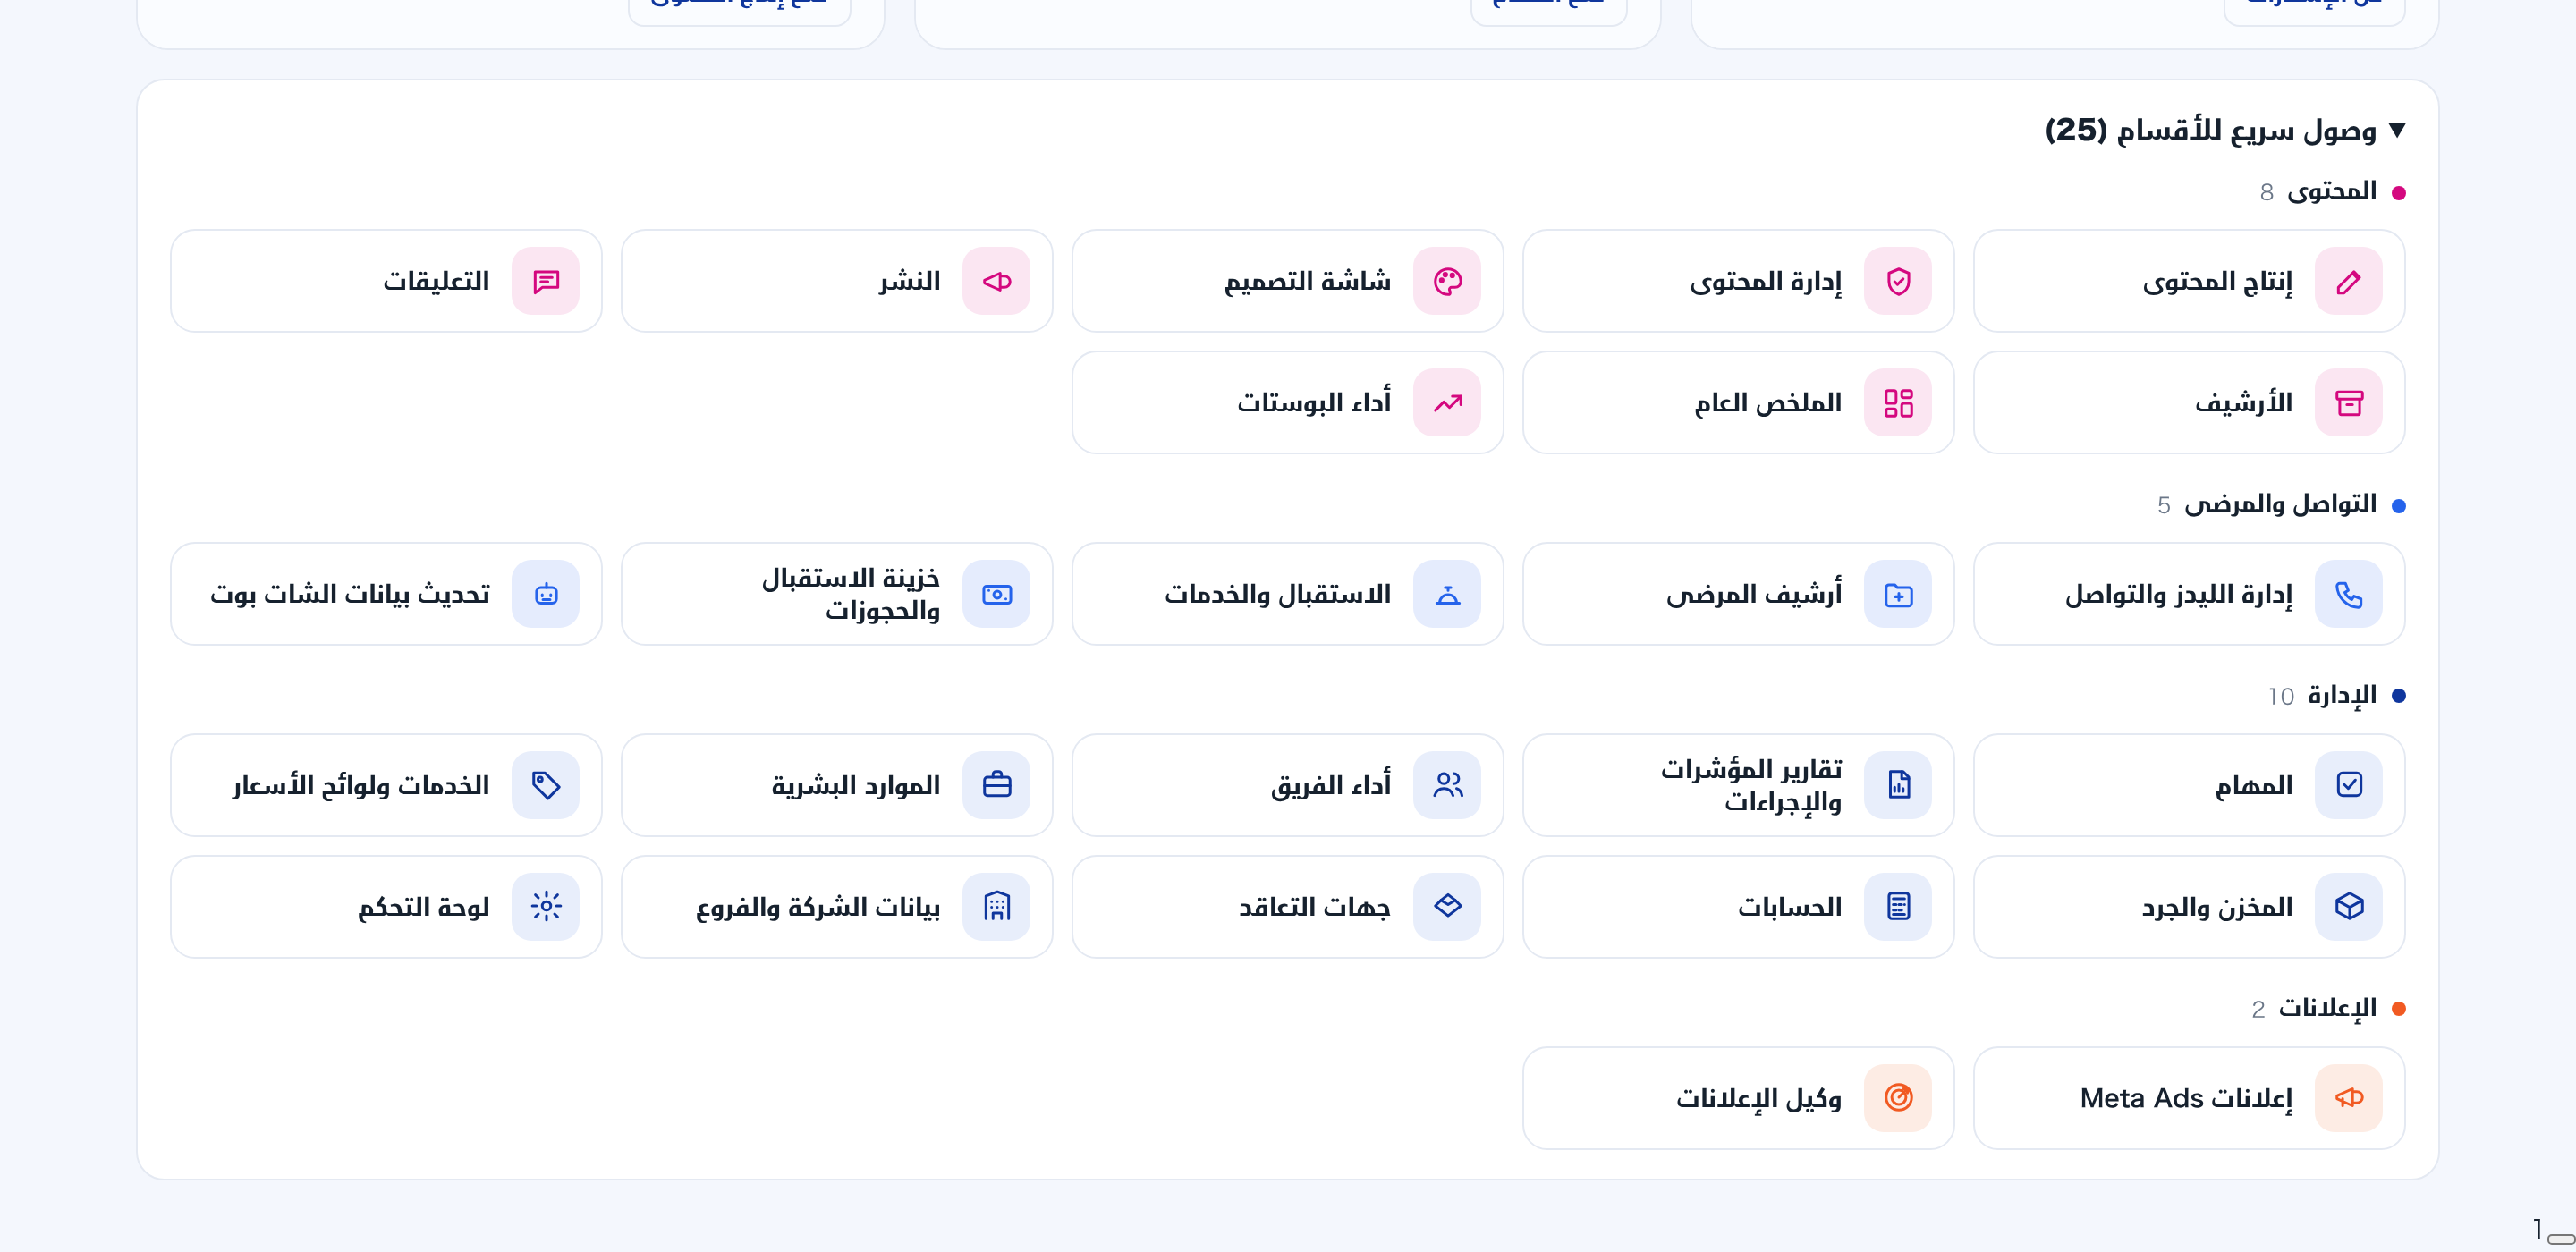 وصول سريع للأقسام (25)
المحتوى 8
إنتاج المحتوى
إدارة المحتوى
شاشة التصميم
النشر
التعليقات
الأرشيف
الملخص العام
أداء البوستات
التواصل والمرضى 5
إدارة الليدز والتواصل
أرشيف المرضى
الاستقبال والخدمات
خزينة الاستقبال
والحجوزات
تحديث بيانات الشات بوت
الإدارة 10
المهام
تقارير المؤشرات
والإجراءات
أداء الفريق
الموارد البشرية
الخدمات ولوائح الأسعار
المخزن والجرد
الحسابات
جهات التعاقد
بيانات الشركة والفروع
لوحة التحكم
الإعلانات 2
إعلانات Meta Ads
وكيل الإعلانات
1